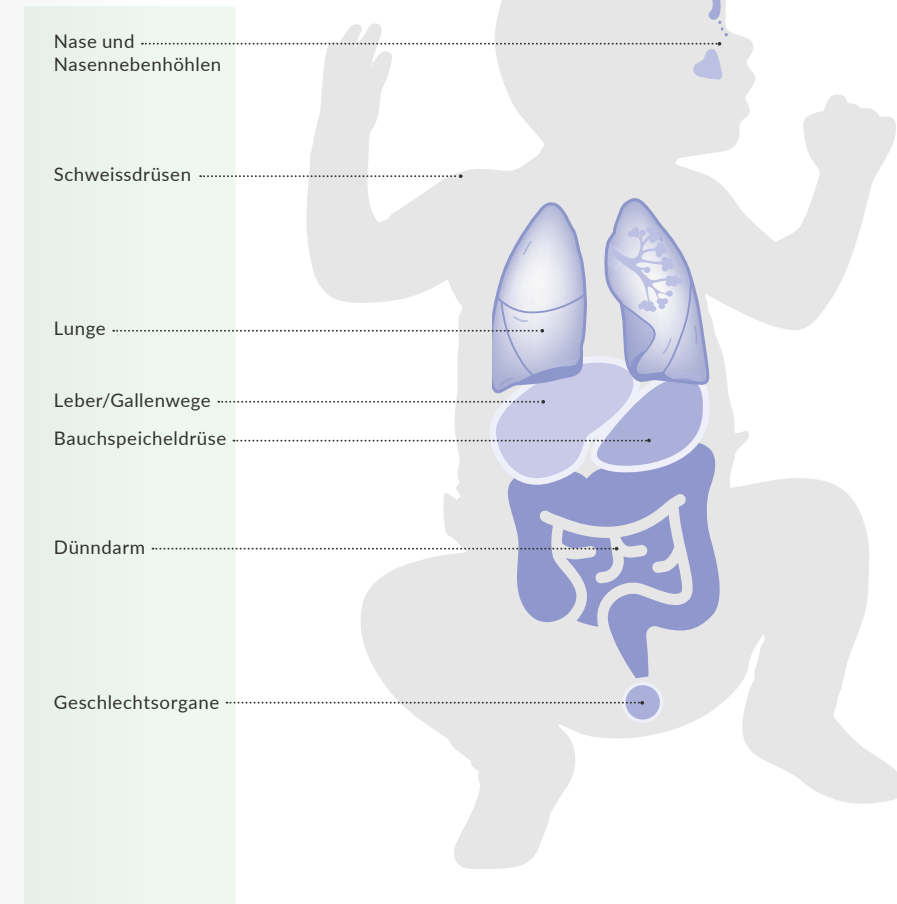 Nase und
Nasennebenhöhlen
Schweissdrüsen
Lunge
Leber/Gallenwege
Bauchspeicheldrüse
Dünndarm
Geschlechtsorgane